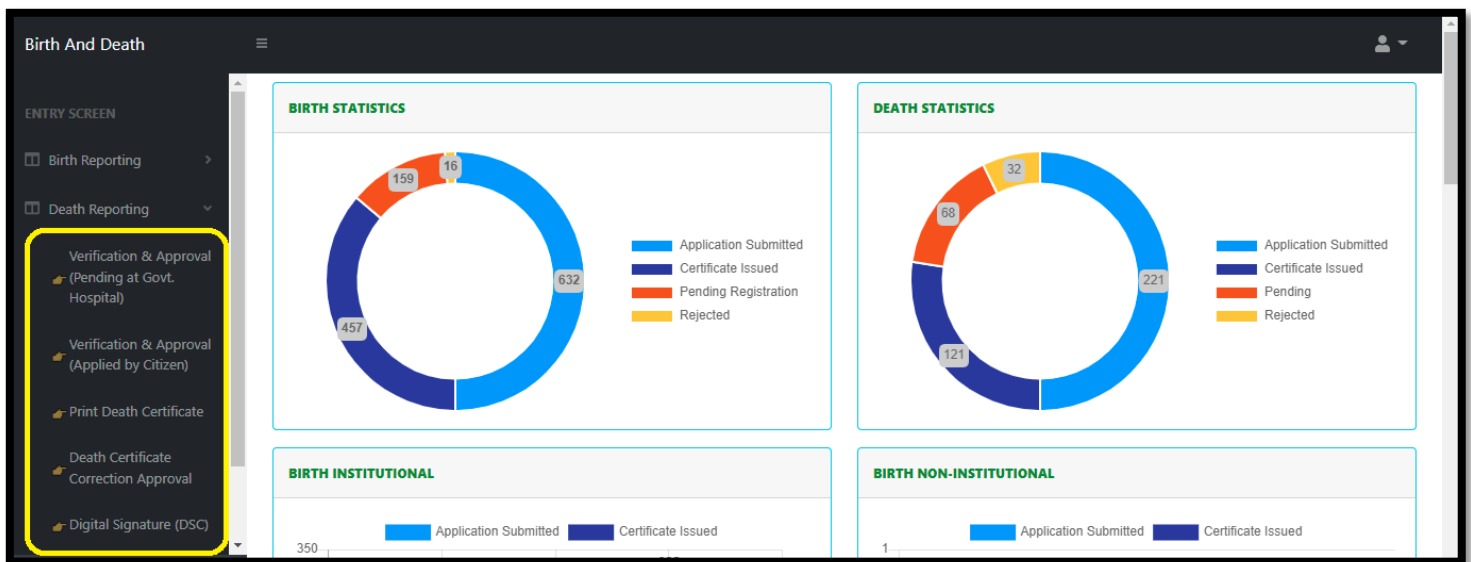 Birth And Death
ENTRY SCREEN
Birth Reporting
Death Reporting
Verification & Approval
(Pending at Govt.
Hospital)
Verification & Approval
(Applied by Citizen)
Print Death Certificate
Death Certificate
Correction Approval
Digital Signature (DSC)
BIRTH STATISTICS
16
159
632
457
Application Submitted
Certificate Issued
Pending Registration
Rejected
DEATH STATISTICS
32
68
221
121
Application Submitted
Certificate Issued
Pending
Rejected
BIRTH INSTITUTIONAL
Application Submitted Certificate Issued
350
BIRTH NON-INSTITUTIONAL
Application Submitted Certificate Issued
1